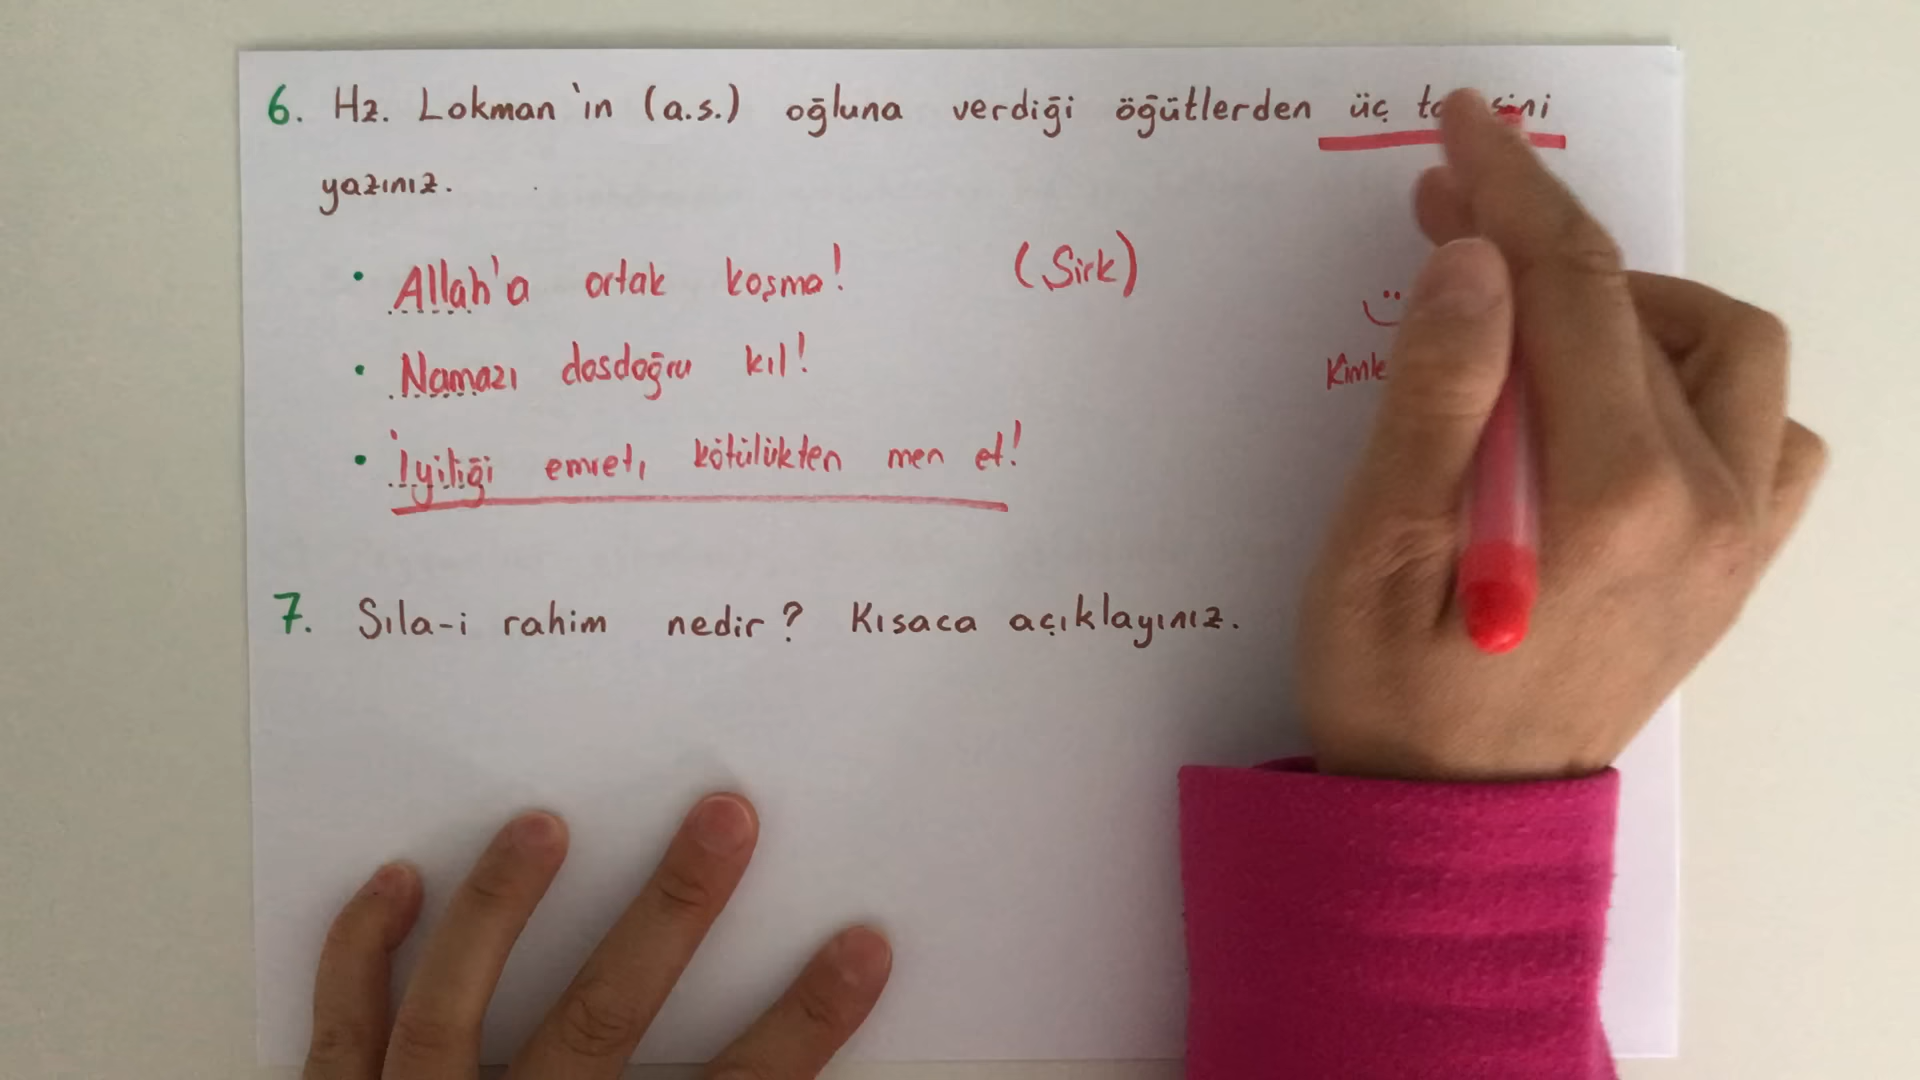 6. Hz. Lokman'ın (a.s.) oğluna verdiği öğütlerden üç
yazınız.
• Allah'a ortak koşma! (Şirk)
• Namazı dosdoğru kıl!
• İyiliği emret, kötülükten men et!
7. Sıla-i rahim nedir? Kısaca açıklayınız.